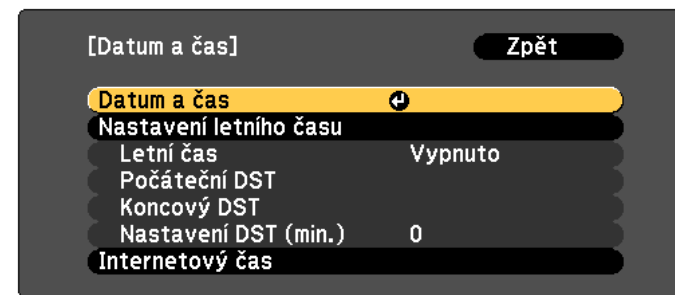 [Datum a čas] Zpět
Datum a čas
Nastavení letního času
Letní čas Vypnuto
Počáteční DST
Koncový DST
Nastavení DST (min.) 0
Internetový čas